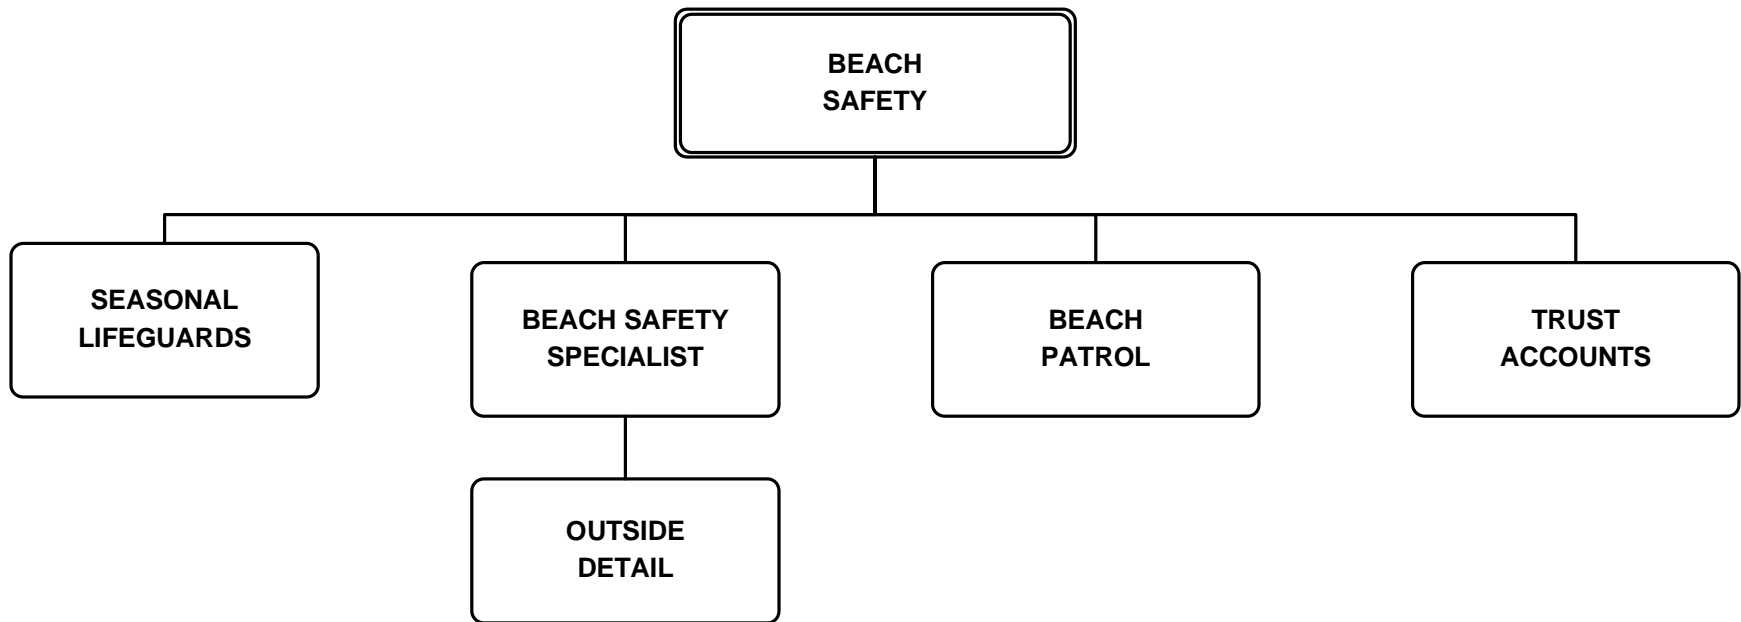 BEACH
SAFETY
SEASONAL
LIFEGUARDS
BEACH SAFETY
SPECIALIST
BEACH
PATROL
TRUST
ACCOUNTS
OUTSIDE
DETAIL